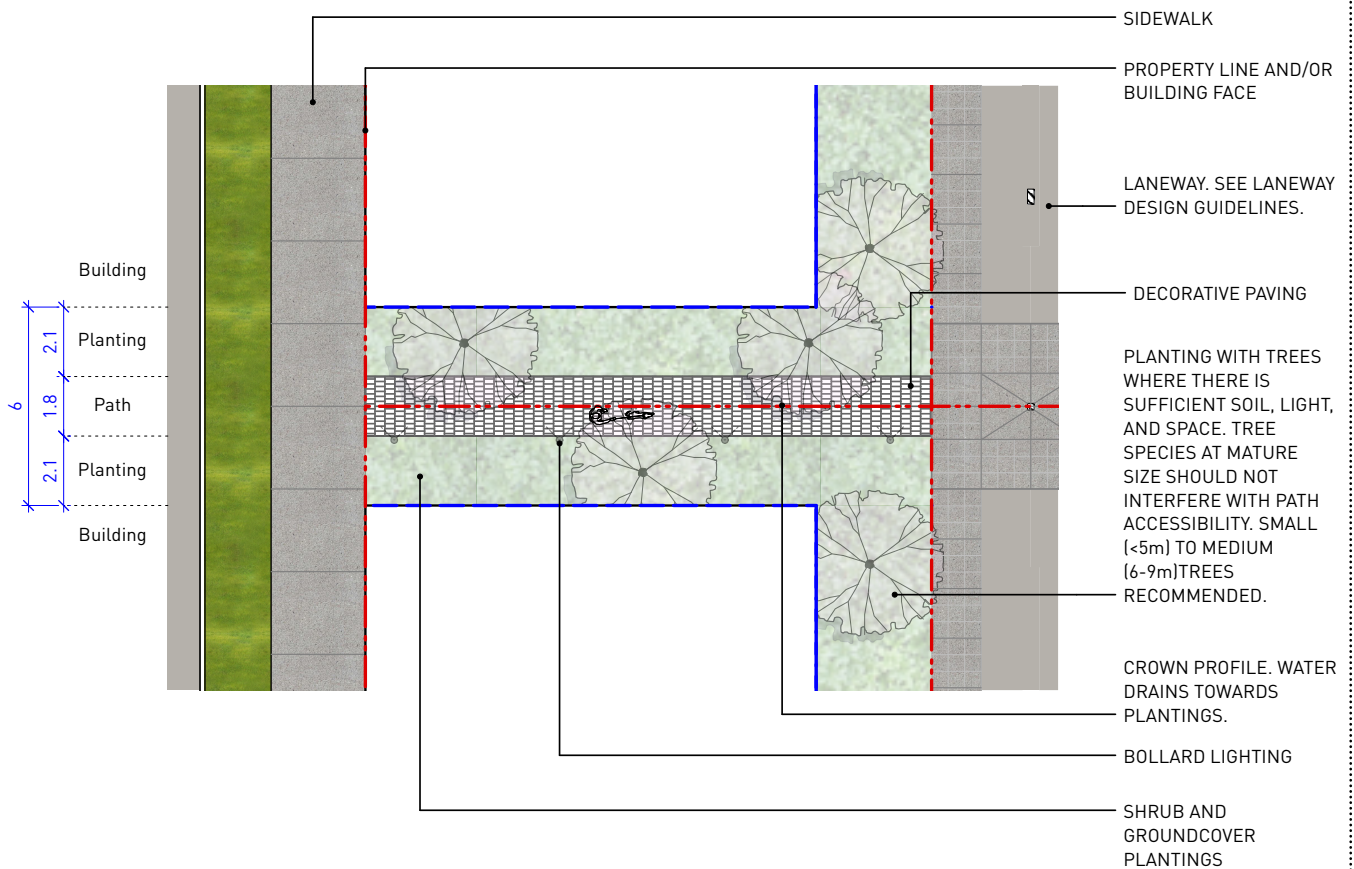 SIDEWALK
PROPERTY LINE AND/OR
BUILDING FACE
LANEWAY. SEE LANEWAY
DESIGN GUIDELINES.
DECORATIVE PAVING
PLANTING WITH TREES
WHERE THERE IS
SUFFICIENT SOIL, LIGHT,
AND SPACE. TREE
SPECIES AT MATURE
SIZE SHOULD NOT
INTERFERE WITH PATH
ACCESSIBILITY. SMALL
(<5m) TO MEDIUM
(6-9m)TREES
RECOMMENDED.
CROWN PROFILE. WATER
DRAINS TOWARDS
PLANTINGS.
BOLLARD LIGHTING
SHRUB AND
GROUNDCOVER
PLANTINGS
Building
Planting
Path
Planting
Building
6
2.1
1.8
2.1